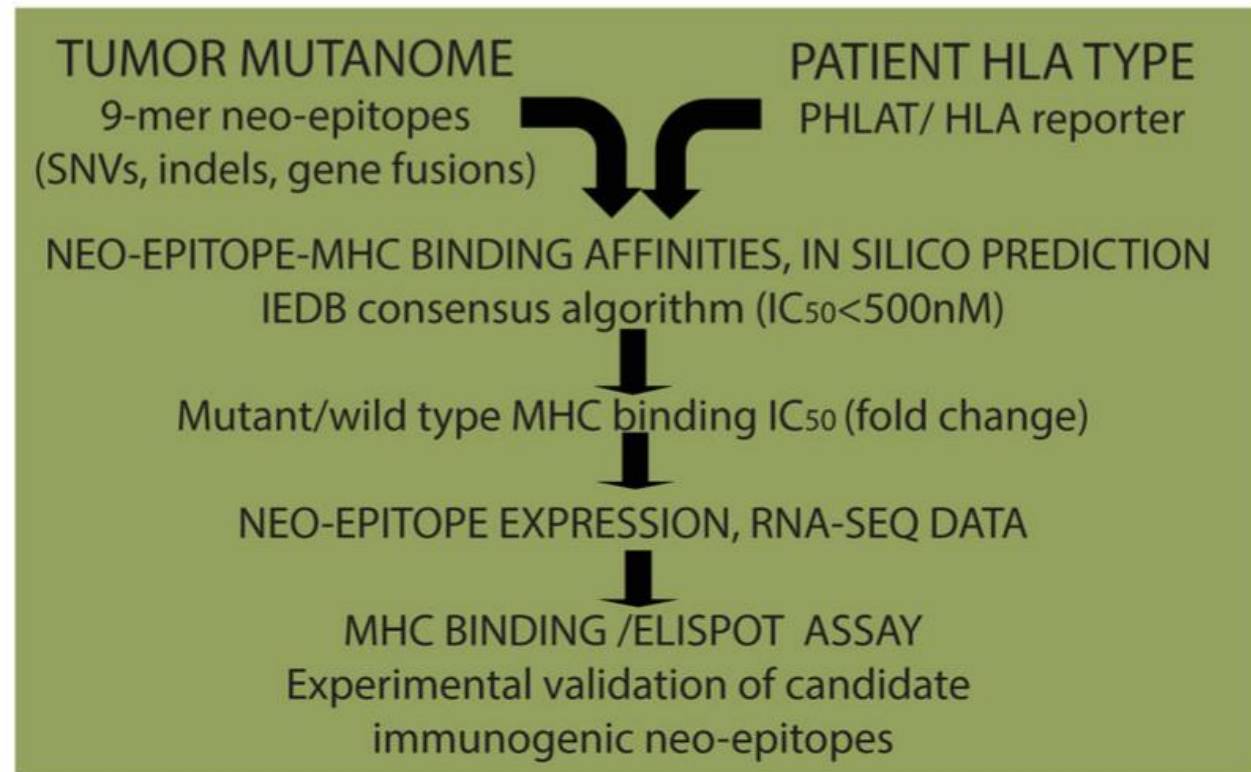 TUMOR MUTANOME
9-mer neo-epitopes
(SNVs, indels, gene fusions)
PATIENT HLA TYPE
PHLAT/ HLA reporter
NEO-EPITOPE-MHC BINDING AFFINITIES, IN SILICO PREDICTION
IEDB consensus algorithm (IC50<500nM)
Mutant/wild type MHC binding IC50 (fold change)
NEO-EPITOPE EXPRESSION, RNA-SEQ DATA
MHC BINDING /ELISPOT ASSAY
Experimental validation of candidate
immunogenic neo-epitopes